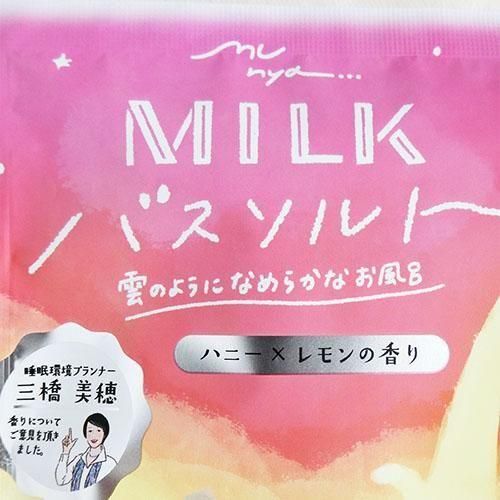 munya...
MILK
バスソルト
雲のようになめらかなお風呂
ハニー×レモンの香り
睡眠環境プランナー
三橋 美穂
香りについて
ご意見を頂き
ました。